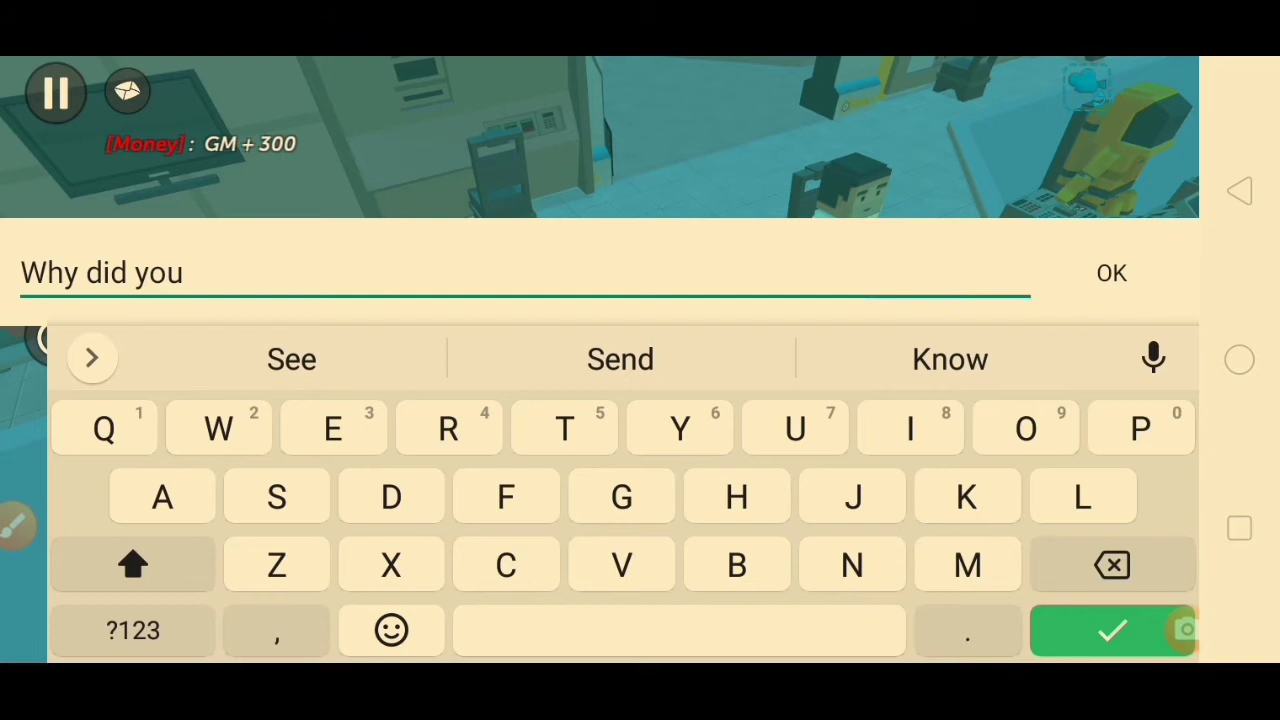 [Money] : GM + 300
Why did you
OK
See Send Know
Q 1 W 2 E 3 R 4 T 5 Y 6 U 7 I 8 O 9 P 0
A S D F G H J K L
Z X C V B N M
?123 , .